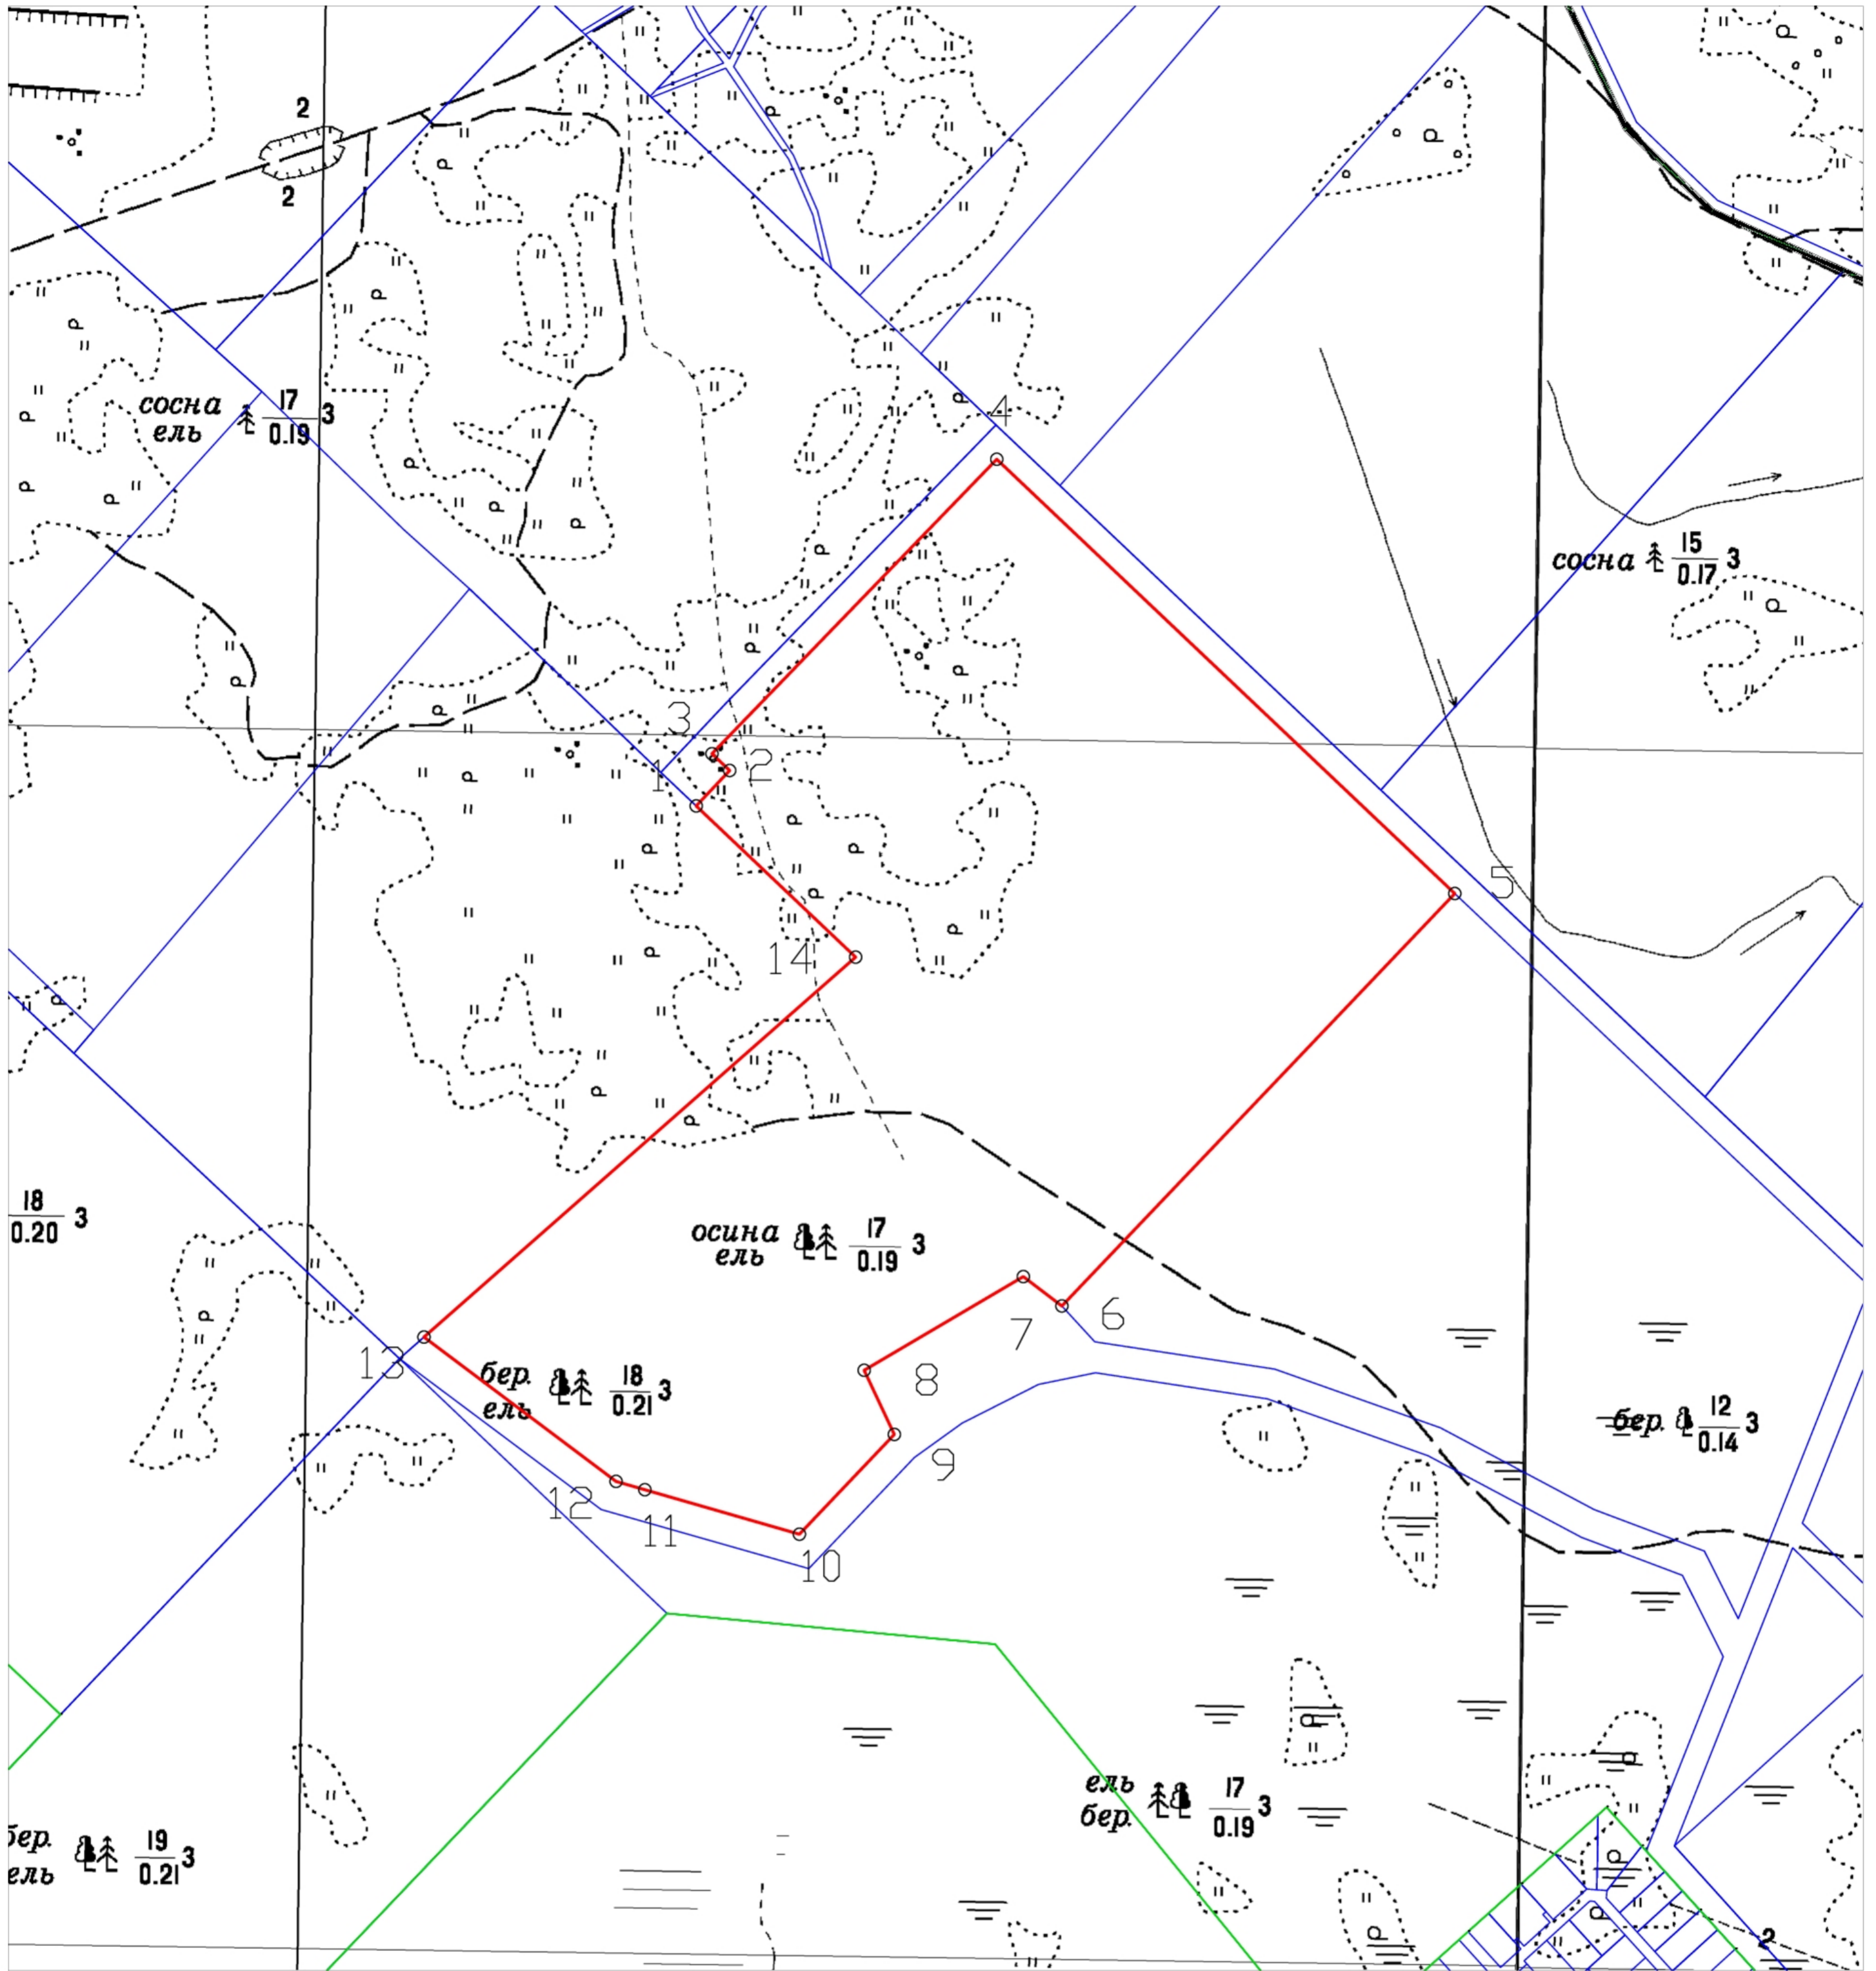 2
2
сосна 17 3
ель 0.19
4
15
сосна 3
0.17
3
2
1
5
14
18
3
0.20
осина 17 3
ель 0.19
6
7
13
бер. 18 3
ель 0.21
8
12
бер. 3
0.14
9
12
11
10
ель 17 3
бер. 0.19
бер. 19 3
ель 0.21
2